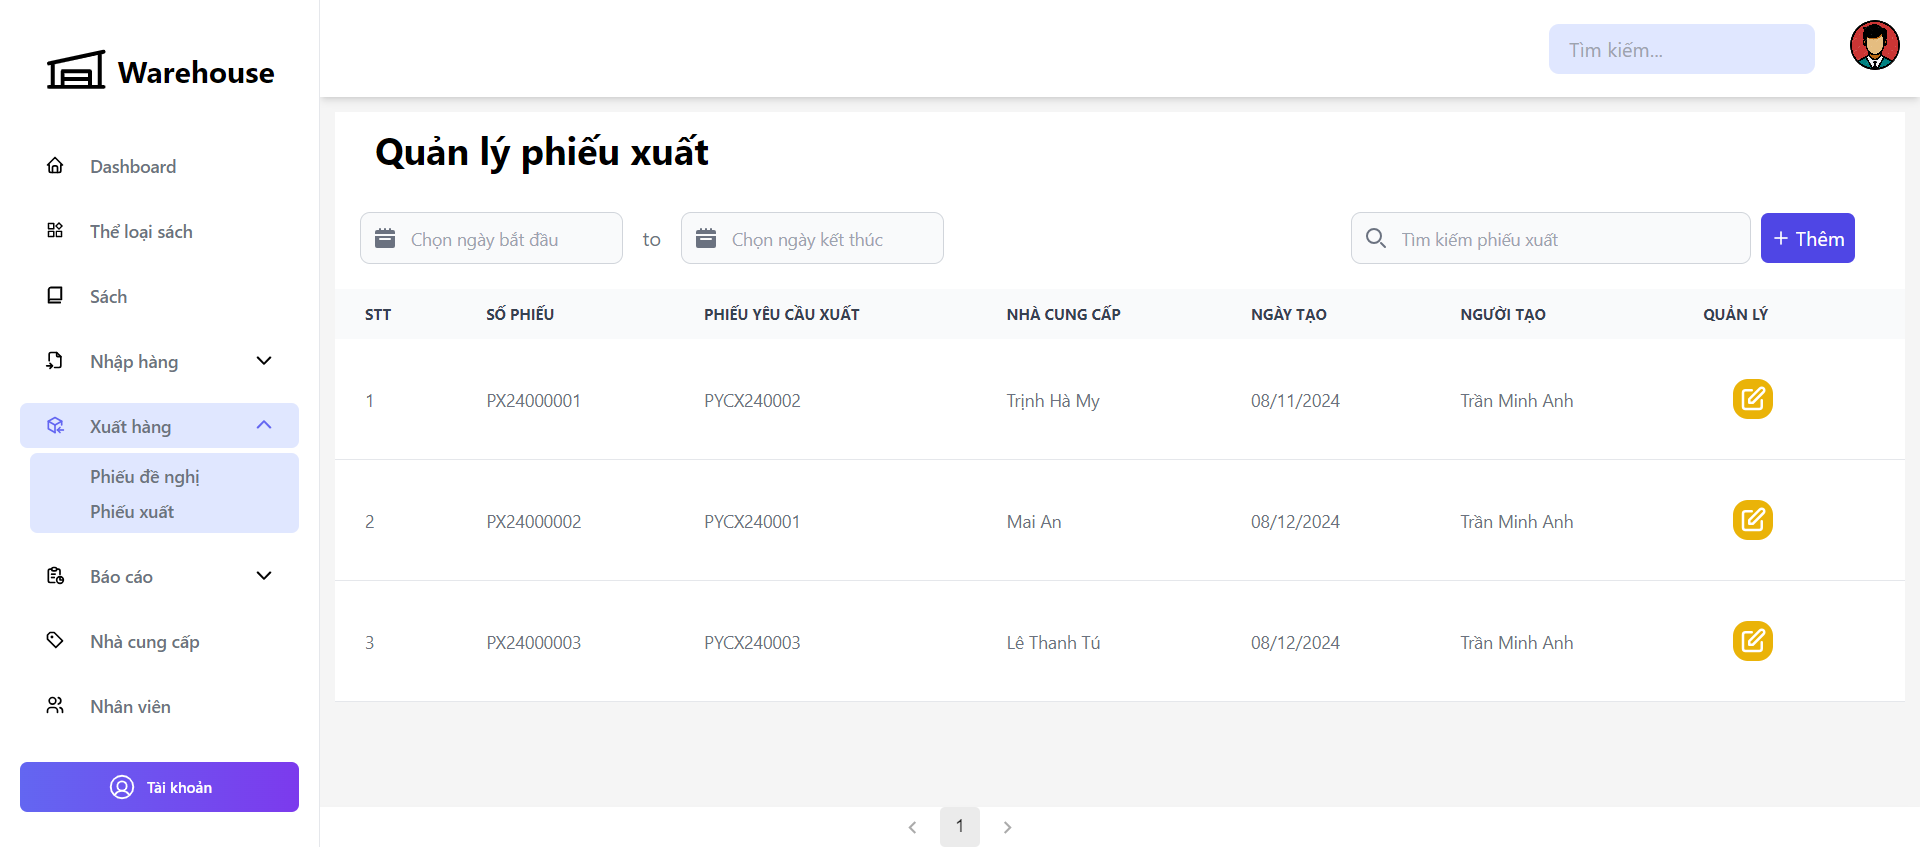 Warehouse
Dashboard
Thể loại sách
Sách
Nhập hàng
Xuất hàng
Phiếu đề nghị
Phiếu xuất
Báo cáo
Nhà cung cấp
Nhân viên
Tài khoản
Tìm kiếm...
Quản lý phiếu xuất
Chọn ngày bắt đầu to Chọn ngày kết thúc Tìm kiếm phiếu xuất + Thêm
STT SỐ PHIẾU PHIẾU YÊU CẦU XUẤT NHÀ CUNG CẤP NGÀY TẠO NGƯỜI TẠO QUẢN LÝ
1 PX24000001 PYCX240002 Trịnh Hà My 08/11/2024 Trần Minh Anh
2 PX24000002 PYCX240001 Mai An 08/12/2024 Trần Minh Anh
3 PX24000003 PYCX240003 Lê Thanh Tú 08/12/2024 Trần Minh Anh
1